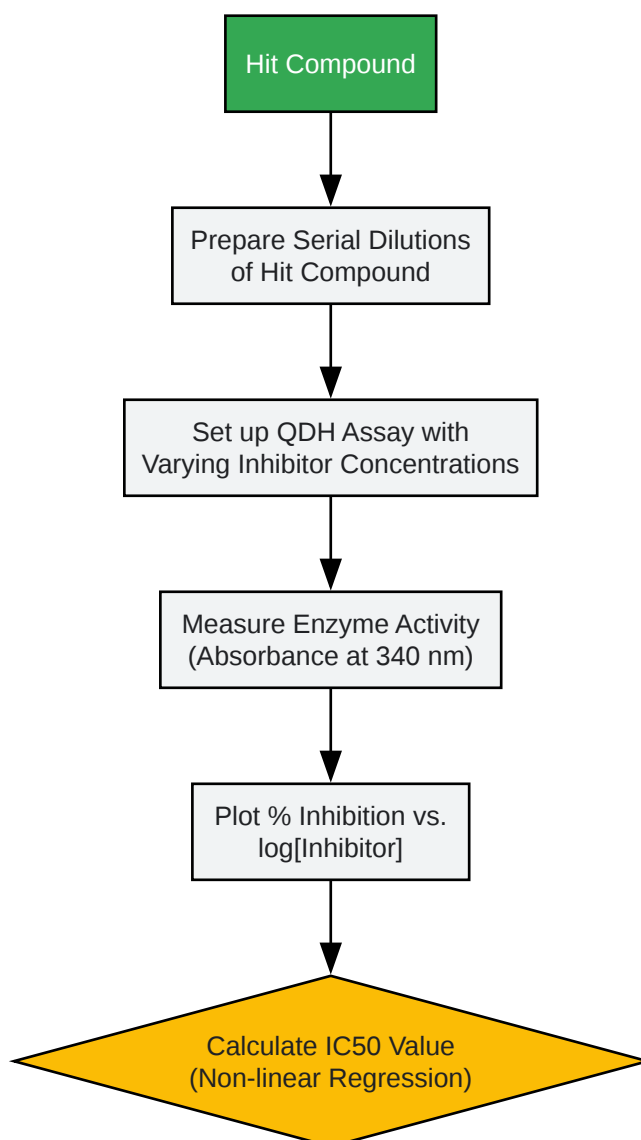 Hit Compound
Prepare Serial Dilutions
of Hit Compound
Set up QDH Assay with
Varying Inhibitor Concentrations
Measure Enzyme Activity
(Absorbance at 340 nm)
Plot % Inhibition vs.
log[Inhibitor]
Calculate IC50 Value
(Non-linear Regression)